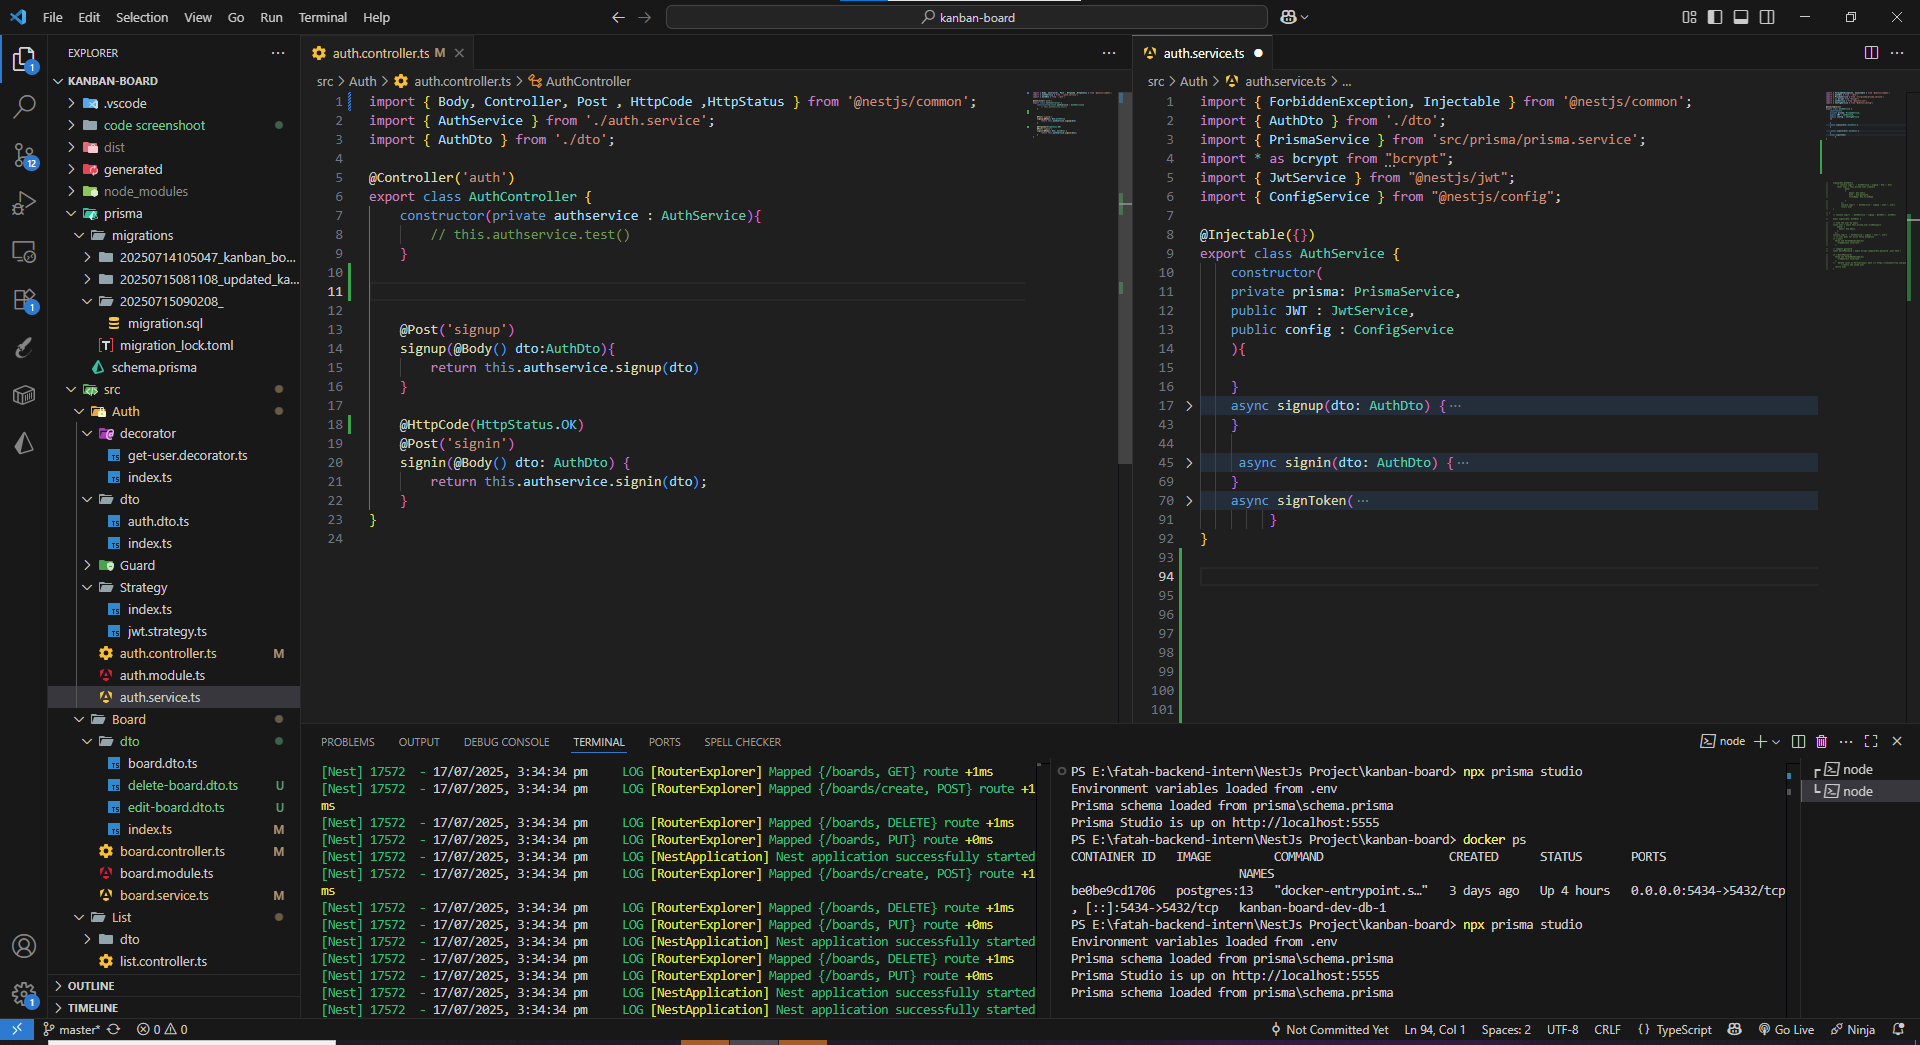 File Edit Selection View Go Run Terminal Help
kanban-board
EXPLORER
KANBAN-BOARD
.vscode
code screenshoot
dist
generated
node_modules
prisma
migrations
20250714105047_kanban_bo...
20250715081108_updated_ka...
20250715090208_
migration.sql
migration_lock.toml
schema.prisma
src
Auth
decorator
get-user.decorator.ts
index.ts
dto
auth.dto.ts
index.ts
Guard
Strategy
index.ts
jwt.strategy.ts
auth.controller.ts M
auth.module.ts
auth.service.ts
Board
dto
board.dto.ts
delete-board.dto.ts U
edit-board.dto.ts U
index.ts M
board.controller.ts M
board.module.ts
board.service.ts M
List
dto
list.controller.ts
OUTLINE
TIMELINE
auth.controller.ts M
src > Auth > auth.controller.ts > AuthController
1 import { Body, Controller, Post , HttpCode ,HttpStatus } from '@nestjs/common';
2 import { AuthService } from './auth.service';
3 import { AuthDto } from './dto';
4
5 @Controller('auth')
6 export class AuthController {
7 constructor(private authservice : AuthService){
8 // this.authservice.test()
9 }
10
11
12
13 @Post('signup')
14 signup(@Body() dto:AuthDto){
15 return this.authservice.signup(dto)
16 }
17
18 @HttpCode(HttpStatus.OK)
19 @Post('signin')
20 signin(@Body() dto: AuthDto) {
21 return this.authservice.signin(dto);
22 }
23 }
24
auth.service.ts
src > Auth > auth.service.ts > ...
1 import { ForbiddenException, Injectable } from '@nestjs/common';
2 import { AuthDto } from './dto';
3 import { PrismaService } from 'src/prisma/prisma.service';
4 import * as bcrypt from "bcrypt";
5 import { JwtService } from "@nestjs/jwt";
6 import { ConfigService } from "@nestjs/config";
7
8 @Injectable({})
9 export class AuthService {
10 constructor(
11 private prisma: PrismaService,
12 public JWT : JwtService,
13 public config : ConfigService
14 ){
15
16 }
17 async signup(dto: AuthDto) {···
43 }
44
45 async signin(dto: AuthDto) {···
69 }
70 async signToken(···
91 }
92 }
93
94
95
96
97
98
99
100
101
PROBLEMS OUTPUT DEBUG CONSOLE TERMINAL PORTS SPELL CHECKER
node
[Nest] 17572 - 17/07/2025, 3:34:34 pm LOG [RouterExplorer] Mapped {/boards, GET} route +1ms
[Nest] 17572 - 17/07/2025, 3:34:34 pm LOG [RouterExplorer] Mapped {/boards/create, POST} route +1
ms
[Nest] 17572 - 17/07/2025, 3:34:34 pm LOG [RouterExplorer] Mapped {/boards, DELETE} route +1ms
[Nest] 17572 - 17/07/2025, 3:34:34 pm LOG [RouterExplorer] Mapped {/boards, PUT} route +0ms
[Nest] 17572 - 17/07/2025, 3:34:34 pm LOG [NestApplication] Nest application successfully started
[Nest] 17572 - 17/07/2025, 3:34:34 pm LOG [RouterExplorer] Mapped {/boards/create, POST} route +1
ms
[Nest] 17572 - 17/07/2025, 3:34:34 pm LOG [RouterExplorer] Mapped {/boards, DELETE} route +1ms
[Nest] 17572 - 17/07/2025, 3:34:34 pm LOG [RouterExplorer] Mapped {/boards, PUT} route +0ms
[Nest] 17572 - 17/07/2025, 3:34:34 pm LOG [NestApplication] Nest application successfully started
[Nest] 17572 - 17/07/2025, 3:34:34 pm LOG [RouterExplorer] Mapped {/boards, DELETE} route +1ms
[Nest] 17572 - 17/07/2025, 3:34:34 pm LOG [RouterExplorer] Mapped {/boards, PUT} route +0ms
[Nest] 17572 - 17/07/2025, 3:34:34 pm LOG [NestApplication] Nest application successfully started
[Nest] 17572 - 17/07/2025, 3:34:34 pm LOG [NestApplication] Nest application successfully started
PS E:\fatah-backend-intern\NestJs Project\kanban-board> npx prisma studio
Environment variables loaded from .env
Prisma schema loaded from prisma\schema.prisma
Prisma Studio is up on http://localhost:5555
PS E:\fatah-backend-intern\NestJs Project\kanban-board> docker ps
CONTAINER ID IMAGE COMMAND CREATED STATUS PORTS
NAMES
be0be9cd1706 postgres:13 "docker-entrypoint.s…" 3 days ago Up 4 hours 0.0.0.0:5434->5432/tcp
, [::]:5434->5432/tcp kanban-board-dev-db-1
PS E:\fatah-backend-intern\NestJs Project\kanban-board> npx prisma studio
Environment variables loaded from .env
Prisma schema loaded from prisma\schema.prisma
Prisma Studio is up on http://localhost:5555
Prisma schema loaded from prisma\schema.prisma
node
node
1
12
1
1
master* 0 0 Not Committed Yet Ln 94, Col 1 Spaces: 2 UTF-8 CRLF {} TypeScript Go Live Ninja